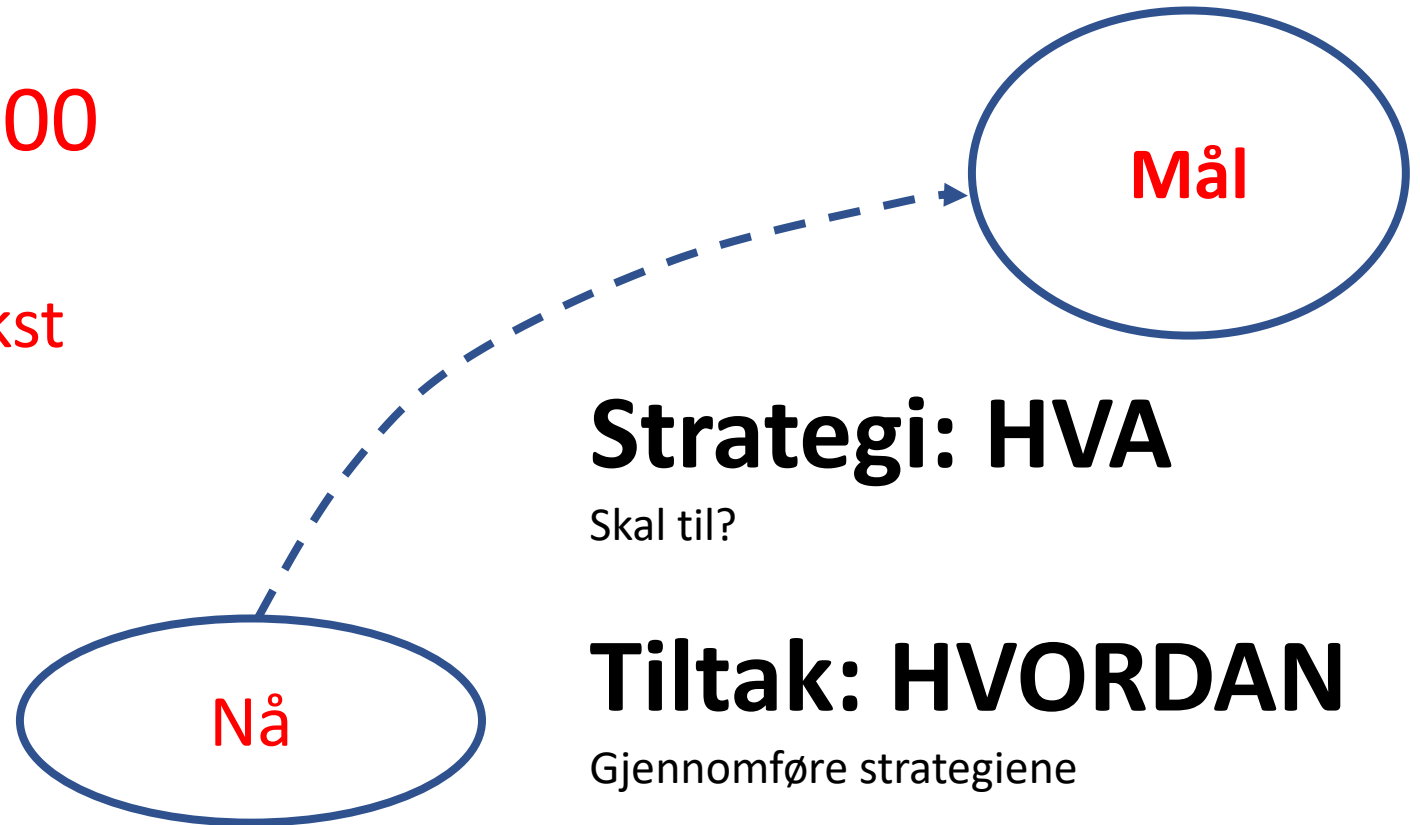 00
kst
Mål
Strategi: HVA
Skal til?
Tiltak: HVORDAN
Gjennomføre strategiene
Nå